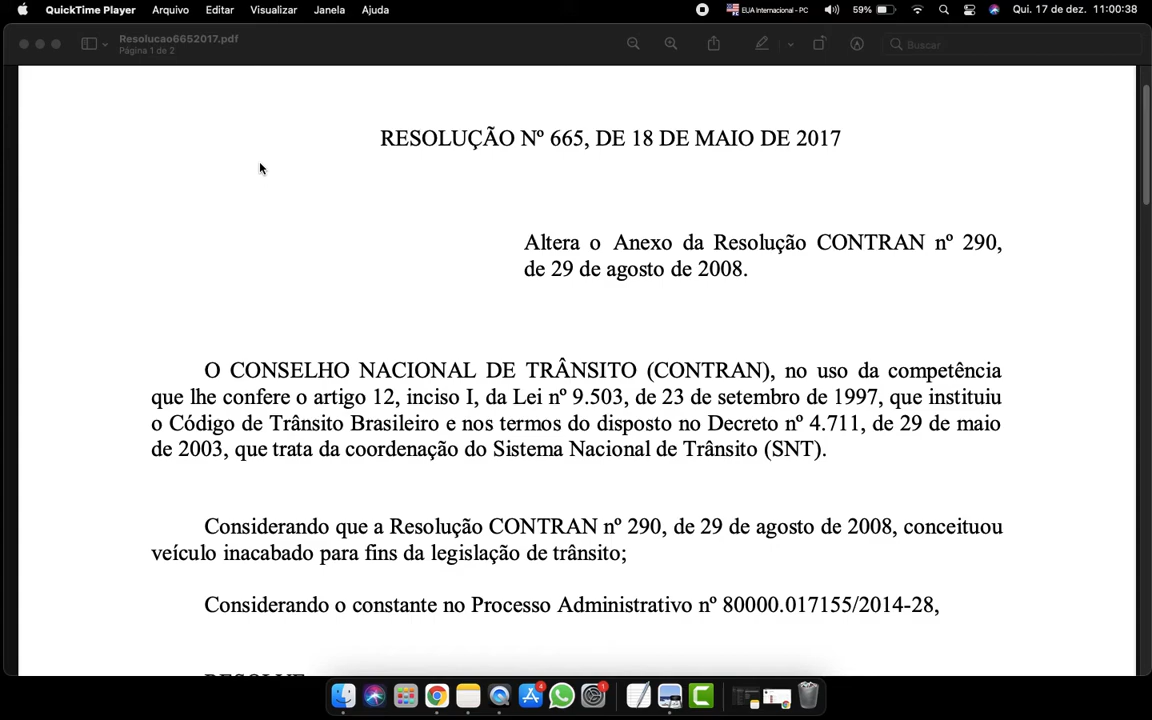 QuickTime Player Arquivo Editar Visualizar Janela Ajuda EUA Internacional - PC 59% Qui. 17 de dez. 11:00:38
Resolucao6652017.pdf
Página 1 de 2
Buscar
RESOLUÇÃO Nº 665, DE 18 DE MAIO DE 2017
Altera o Anexo da Resolução CONTRAN nº 290,
de 29 de agosto de 2008.
O CONSELHO NACIONAL DE TRÂNSITO (CONTRAN), no uso da competência
que lhe confere o artigo 12, inciso I, da Lei nº 9.503, de 23 de setembro de 1997, que instituiu
o Código de Trânsito Brasileiro e nos termos do disposto no Decreto nº 4.711, de 29 de maio
de 2003, que trata da coordenação do Sistema Nacional de Trânsito (SNT).
Considerando que a Resolução CONTRAN nº 290, de 29 de agosto de 2008, conceituou
veículo inacabado para fins da legislação de trânsito;
Considerando o constante no Processo Administrativo nº 80000.017155/2014-28,
RESOLVE
4 1